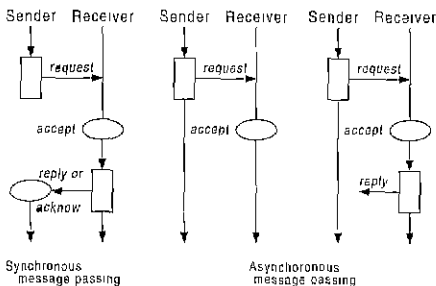 Sender Receiver Sender Receiver Sender Receiver
request request request
accept accept accept
reply or reply
acknow
Synchronous Asynchoronous
message passing message passing